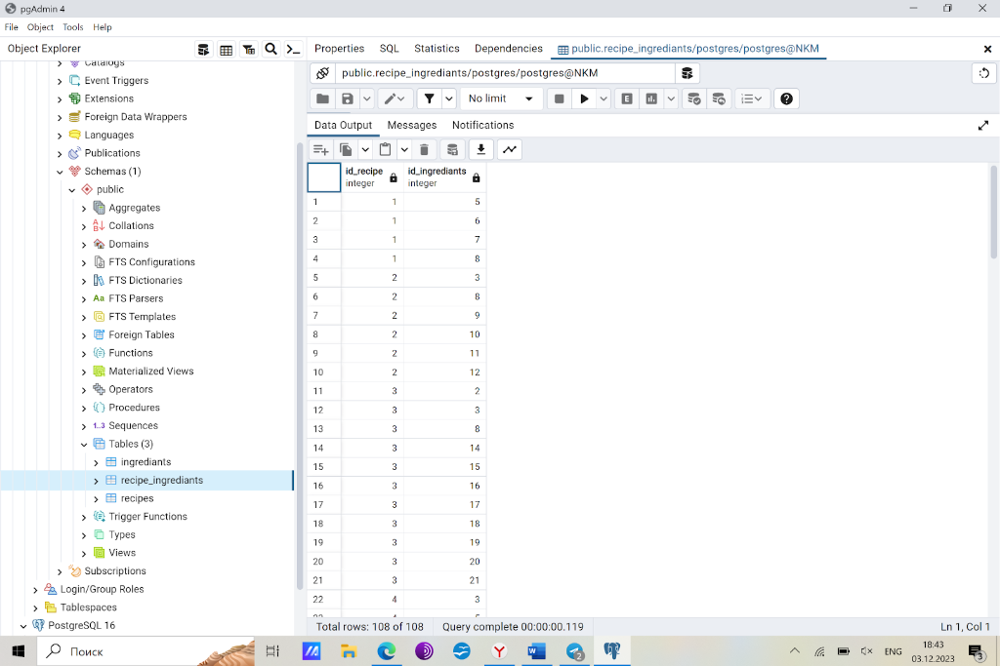 pgAdmin 4
File Object Tools Help
Object Explorer
Properties SQL Statistics Dependencies public.recipe_ingrediants/postgres/postgres@NKM
public.recipe_ingrediants/postgres/postgres@NKM
No limit
E
Data Output Messages Notifications
Catalogs
Event Triggers
Extensions
Foreign Data Wrappers
Languages
Publications
Schemas (1)
public
Aggregates
Collations
Domains
FTS Configurations
FTS Dictionaries
Aa FTS Parsers
FTS Templates
Foreign Tables
Functions
Materialized Views
Operators
Procedures
1..3 Sequences
Tables (3)
ingrediants
recipe_ingrediants
recipes
Trigger Functions
Types
Views
Subscriptions
Login/Group Roles
Tablespaces
PostgreSQL 16
id_recipe id_ingrediants
integer integer
1 1 5
2 1 6
3 1 7
4 1 8
5 2 3
6 2 8
7 2 9
8 2 10
9 2 11
10 2 12
11 3 2
12 3 3
13 3 8
14 3 14
15 3 15
16 3 16
17 3 17
18 3 18
19 3 19
20 3 20
21 3 21
22 4 3
Total rows: 108 of 108 Query complete 00:00:00.119 Ln 1, Col 1
Поиск
ENG
18:43
03.12.2023
3
2